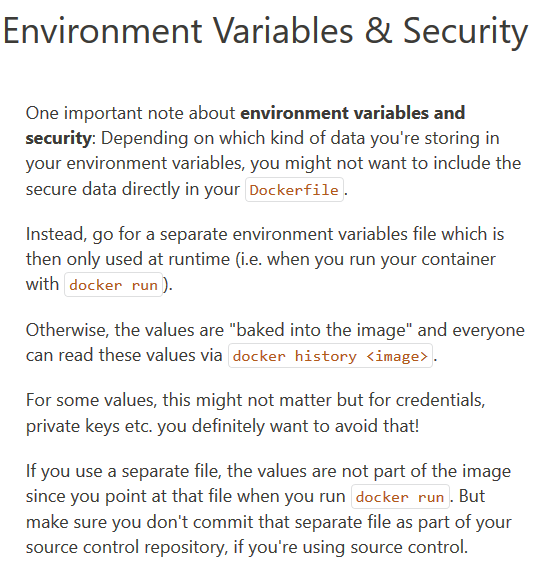 Environment Variables & Security
One important note about environment variables and
security: Depending on which kind of data you're storing in
your environment variables, you might not want to include the
secure data directly in your Dockerfile.
Instead, go for a separate environment variables file which is
then only used at runtime (i.e. when you run your container
with docker run).
Otherwise, the values are "baked into the image" and everyone
can read these values via docker history <image>.
For some values, this might not matter but for credentials,
private keys etc. you definitely want to avoid that!
If you use a separate file, the values are not part of the image
since you point at that file when you run docker run. But
make sure you don't commit that separate file as part of your
source control repository, if you're using source control.